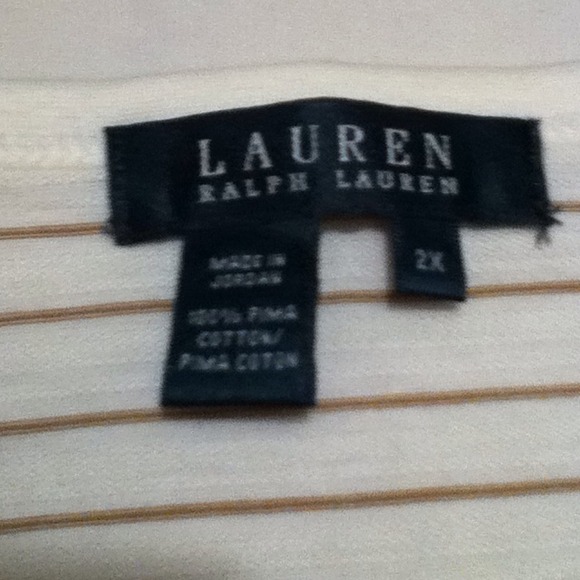 LAUREN
RALPH LAUREN
MADE IN
JORDAN
100% PIMA
COTTON/
PIMA COTON
2X